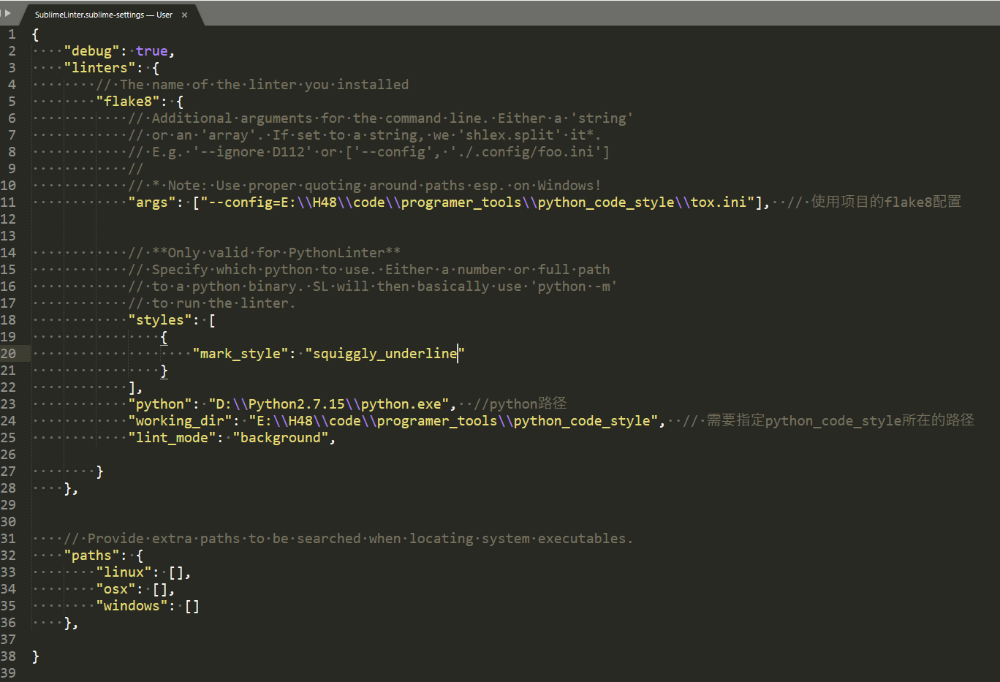 SublimeLinter.sublime-settings — User ×
1 {
2 "debug": true,
3 "linters": {
4 // The name of the linter you installed
5 "flake8": {
6 // Additional arguments for the command line. Either a 'string'
7 // or an 'array'. If set to a string, we 'shlex.split' it*.
8 // E.g. '--ignore D112' or ['--config', './.config/foo.ini']
9 //
10 // * Note: Use proper quoting around paths esp. on Windows!
11 "args": ["--config=E:\\H48\\code\\programer_tools\\python_code_style\\tox.ini"], // 使用项目的flake8配置
12
13
14 // **Only valid for PythonLinter**
15 // Specify which python to use. Either a number or full path
16 // to a python binary. SL will then basically use 'python -m'
17 // to run the linter.
18 "styles": [
19 {
20 "mark_style": "squiggly_underline"
21 }
22 ],
23 "python": "D:\\Python2.7.15\\python.exe", //python路径
24 "working_dir": "E:\\H48\\code\\programer_tools\\python_code_style", // 需要指定python_code_style所在的路径
25 "lint_mode": "background",
26
27 }
28 },
29
30
31 // Provide extra paths to be searched when locating system executables.
32 "paths": {
33 "linux": [],
34 "osx": [],
35 "windows": []
36 },
37
38 }
39